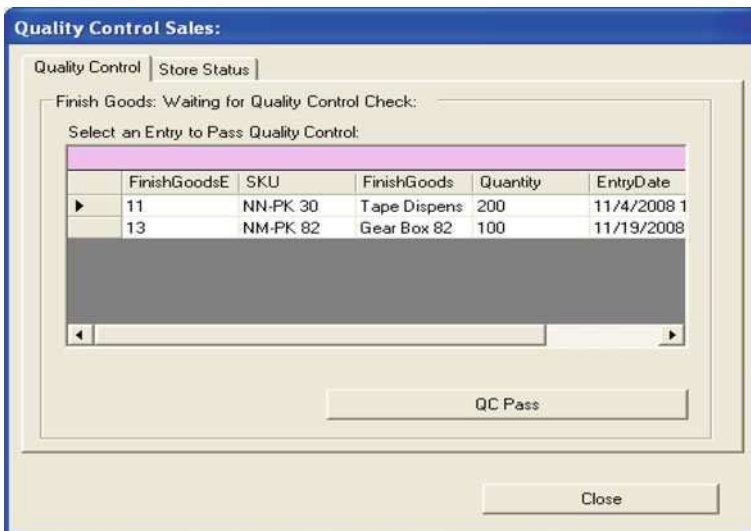 Quality Control Sales:
Quality Control Store Status
Finish Goods: Waiting for Quality Control Check:
Select an Entry to Pass Quality Control:
FinishGoodsE SKU FinishGoods Quantity EntryDate
11 NN-PK 30 Tape Dispens 200 11/4/2008 1
13 NM-PK 82 Gear Box 82 100 11/19/2008
QC Pass
Close